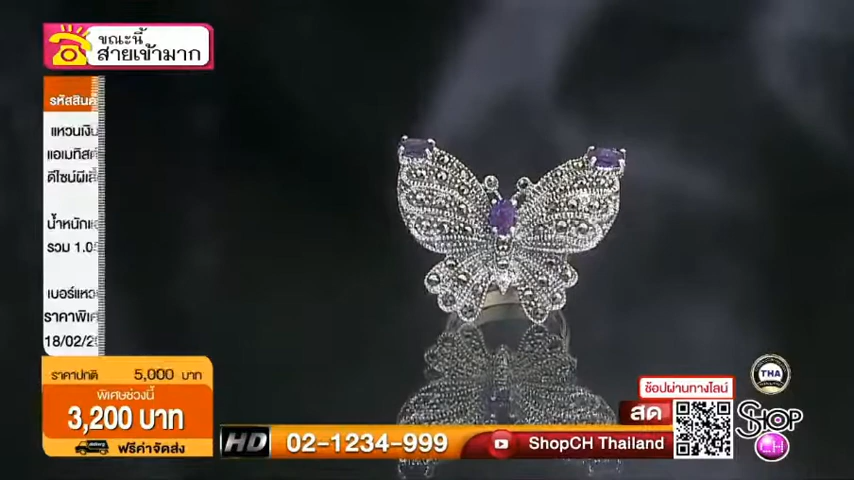 ขณะนี้
สายเข้ามาก
รหัสสินค้
แหวนเงิน
แอเมทิสต์
ดีไซน์ผีเสื้
น้ำหนักแอ
รวม 1.05
เบอร์แหว
ราคาพิเศ
18/02/25
ราคาปกติ 5,000 บาท
พิเศษช่วงนี้
3,200 บาท
ฟรีค่าจัดส่ง
HD
02-1234-999
ShopCH Thailand
สด
ช้อปผ่านทางไลน์
THA
SHOP
CH